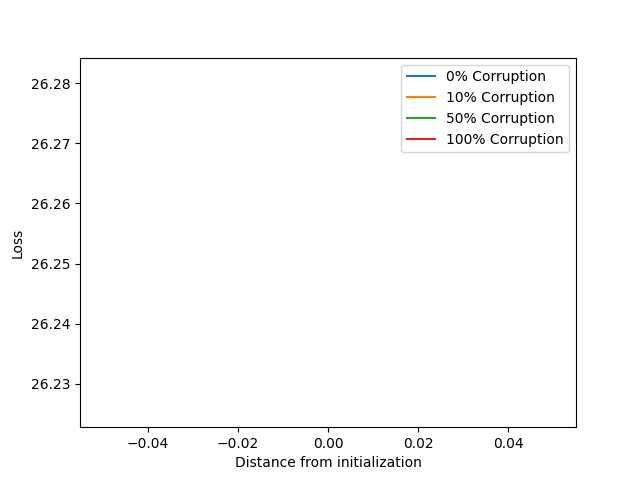 0% Corruption
10% Corruption
50% Corruption
100% Corruption
26.28
26.27
26.26
26.25
26.24
26.23
Loss
−0.04 −0.02 0.00 0.02 0.04
Distance from initialization